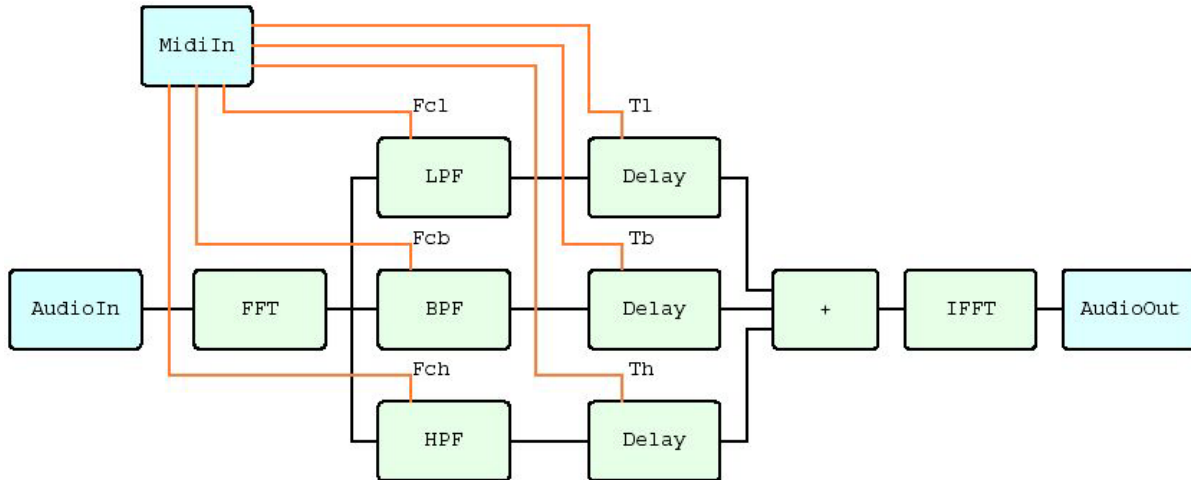 MidiIn
Fcl
Tl
LPF
Delay
Fcb
Tb
AudioIn
FFT
BPF
Delay
+
IFFT
AudioOut
Fch
Th
HPF
Delay